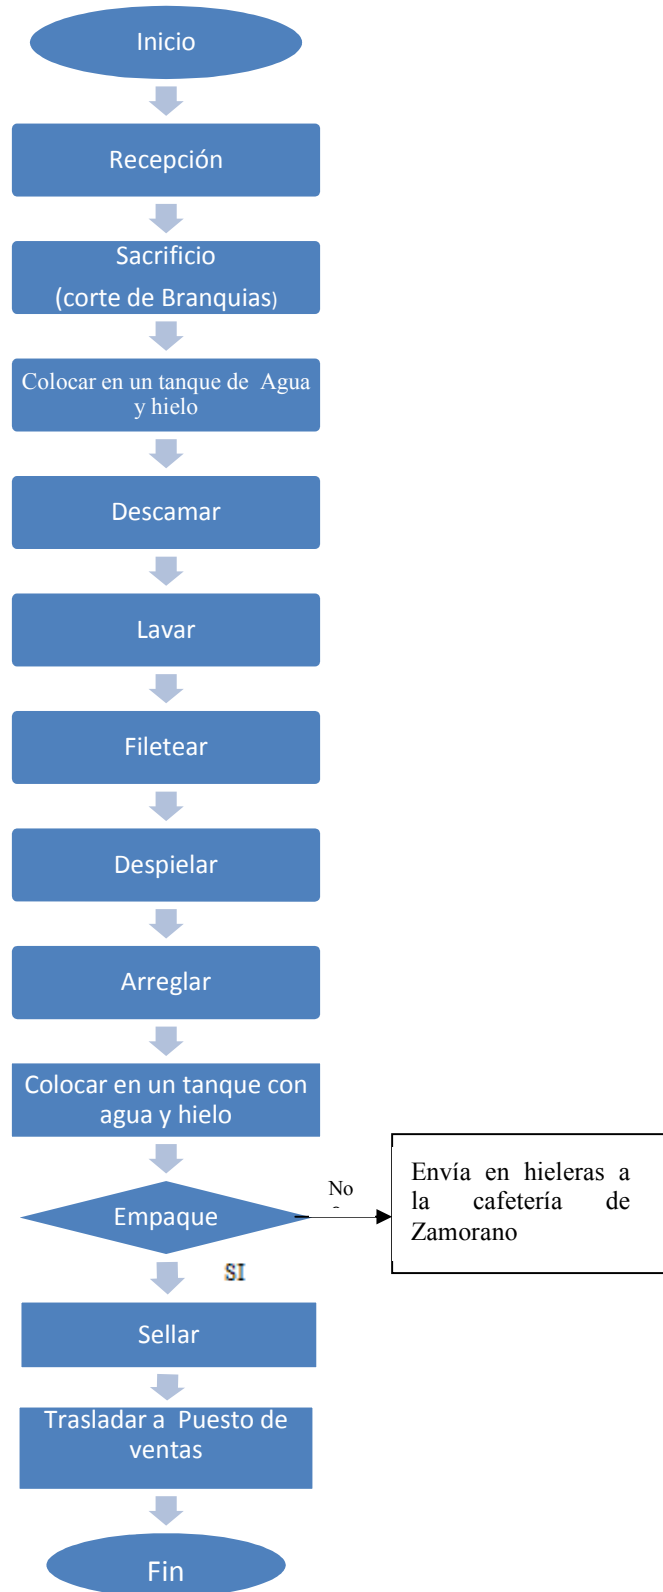 Inicio
Recepción
Sacrificio
(corte de Branquias)
Colocar en un tanque de Agua
y hielo
Descamar
Lavar
Filetear
Despielar
Arreglar
Colocar en un tanque con
agua y hielo
Empaque
No
Envía en hieleras a
la cafetería de
Zamorano
SI
Sellar
Trasladar a Puesto de
ventas
Fin